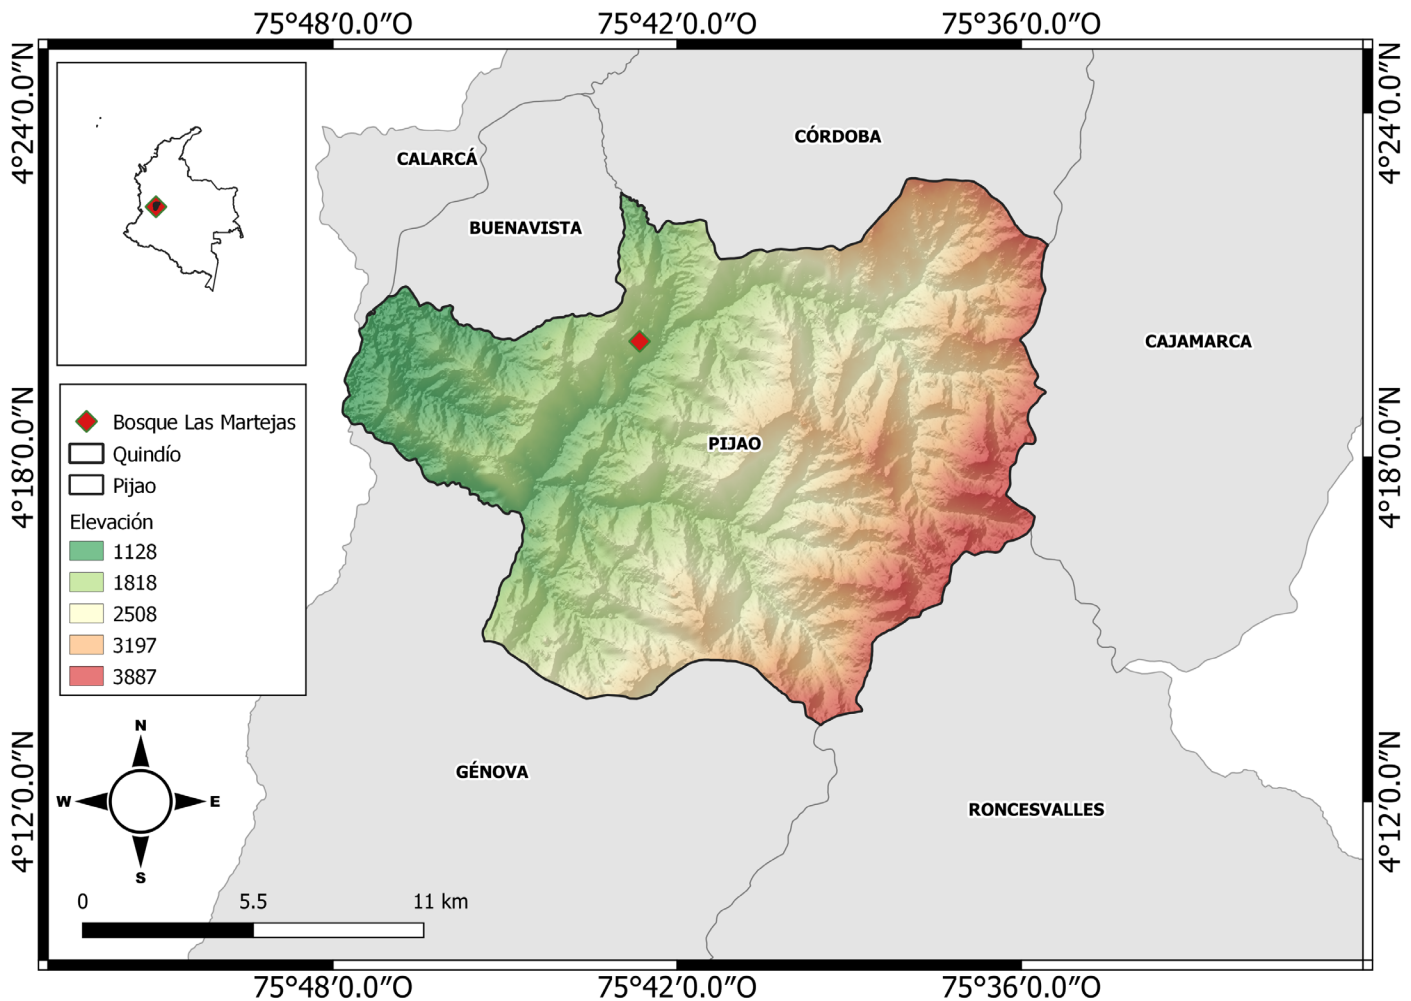 75°48′0.0″O
75°42′0.0″O
75°36′0.0″O
4°24′0.0″N
4°24′0.0″N
CÓRDOBA
CALARCÁ
BUENAVISTA
CAJAMARCA
PIJAO
Bosque Las Martejas
Quindío
Pijao
Elevación
1128
1818
2508
3197
3887
4°18′0.0″N
4°18′0.0″N
N
W
E
S
GÉNOVA
RONCESVALLES
4°12′0.0″N
4°12′0.0″N
0
5.5
11 km
75°48′0.0″O
75°42′0.0″O
75°36′0.0″O